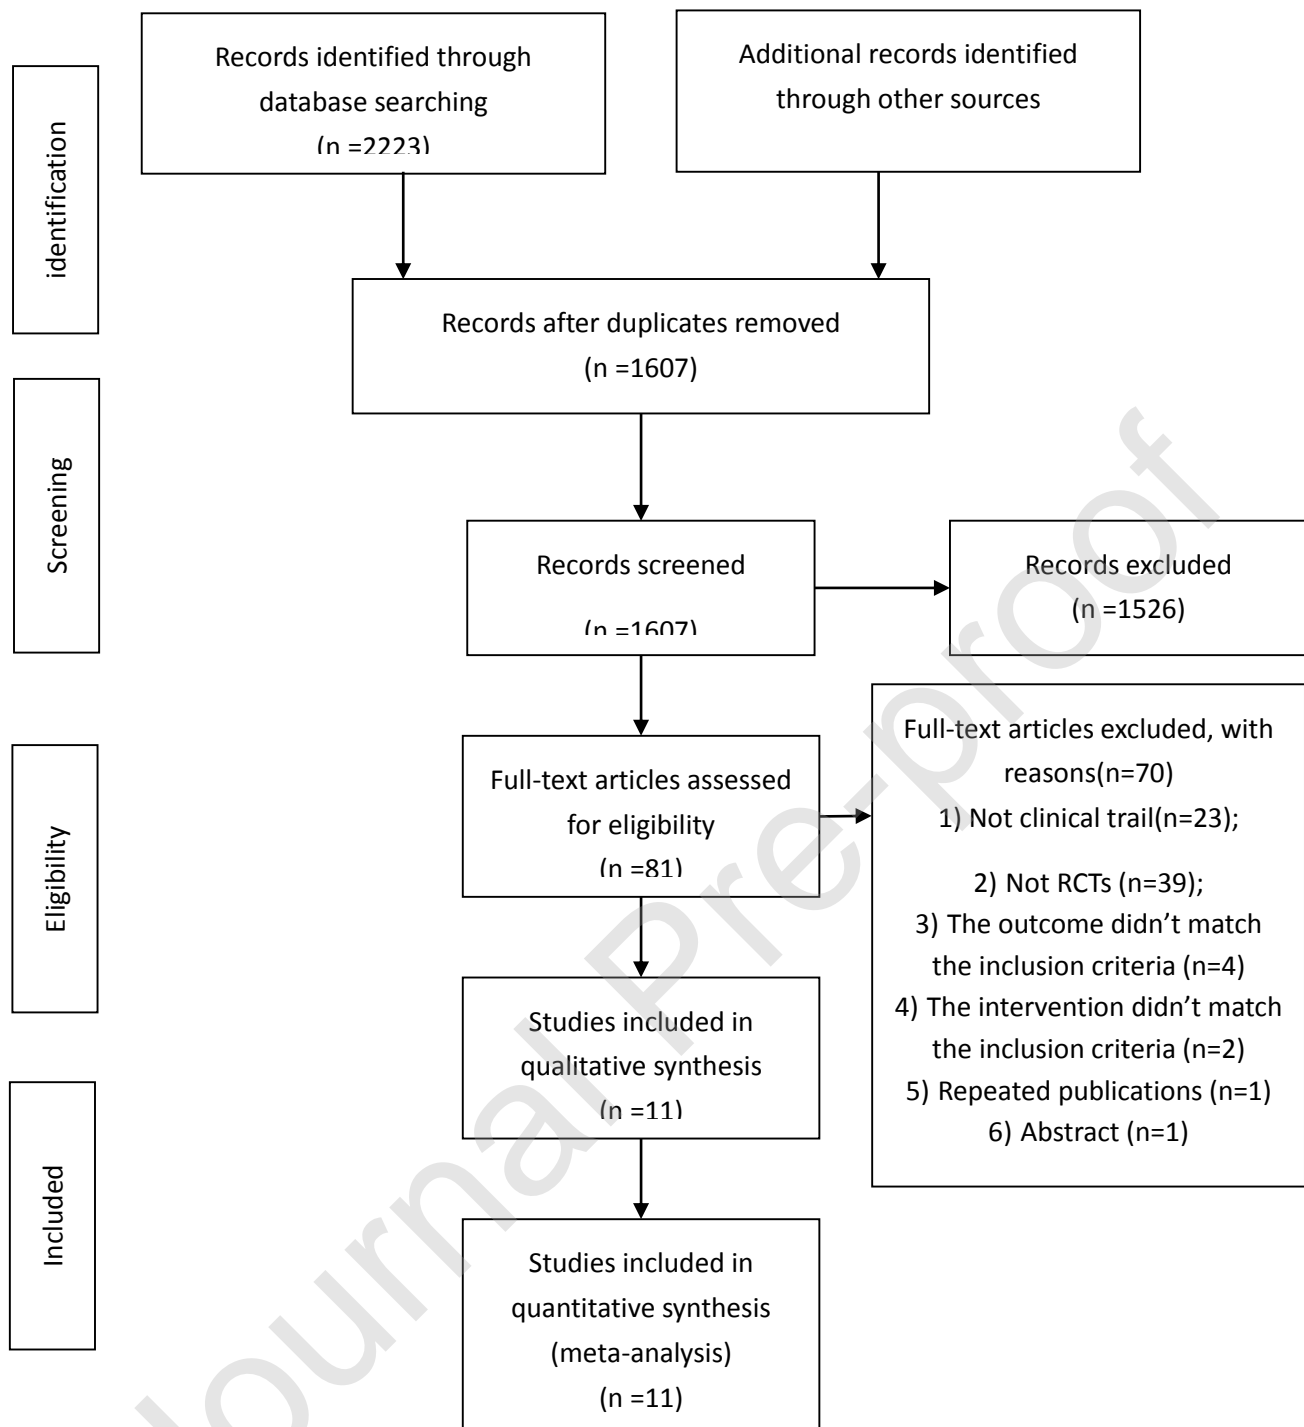 Records identified through
database searching
(n =2223)
Additional records identified
through other sources
identification
Records after duplicates removed
(n =1607)
Screening
Records screened
(n =1607)
Records excluded
(n =1526)
Eligibility
Full-text articles assessed
for eligibility
(n =81)
Full-text articles excluded, with
reasons(n=70)
1) Not clinical trail(n=23);
2) Not RCTs (n=39);
3) The outcome didn’t match
the inclusion criteria (n=4)
4) The intervention didn’t match
the inclusion criteria (n=2)
5) Repeated publications (n=1)
6) Abstract (n=1)
Studies included in
qualitative synthesis
(n =11)
Included
Studies included in
quantitative synthesis
(meta-analysis)
(n =11)
Journal Pre-proof